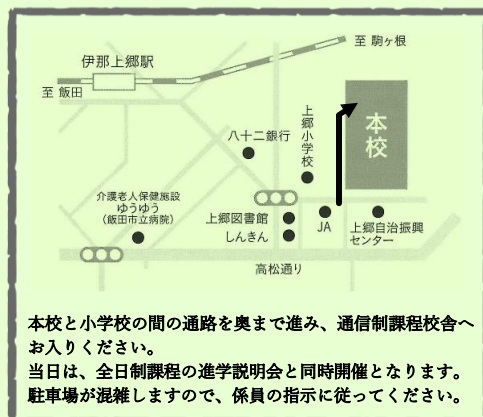 至 駒ヶ根
伊那上郷駅
至 飯田
本校
上郷小学校
八十二銀行
介護老人保健施設
ゆうゆう
（飯田市立病院）
上郷図書館
しんきん
JA
上郷自治振興
センター
高松通り
本校と小学校の間の通路を奥まで進み、通信制課程校舎へ
お入りください。
当日は、全日制課程の進学説明会と同時開催となります。
駐車場が混雑しますので、係員の指示に従ってください。